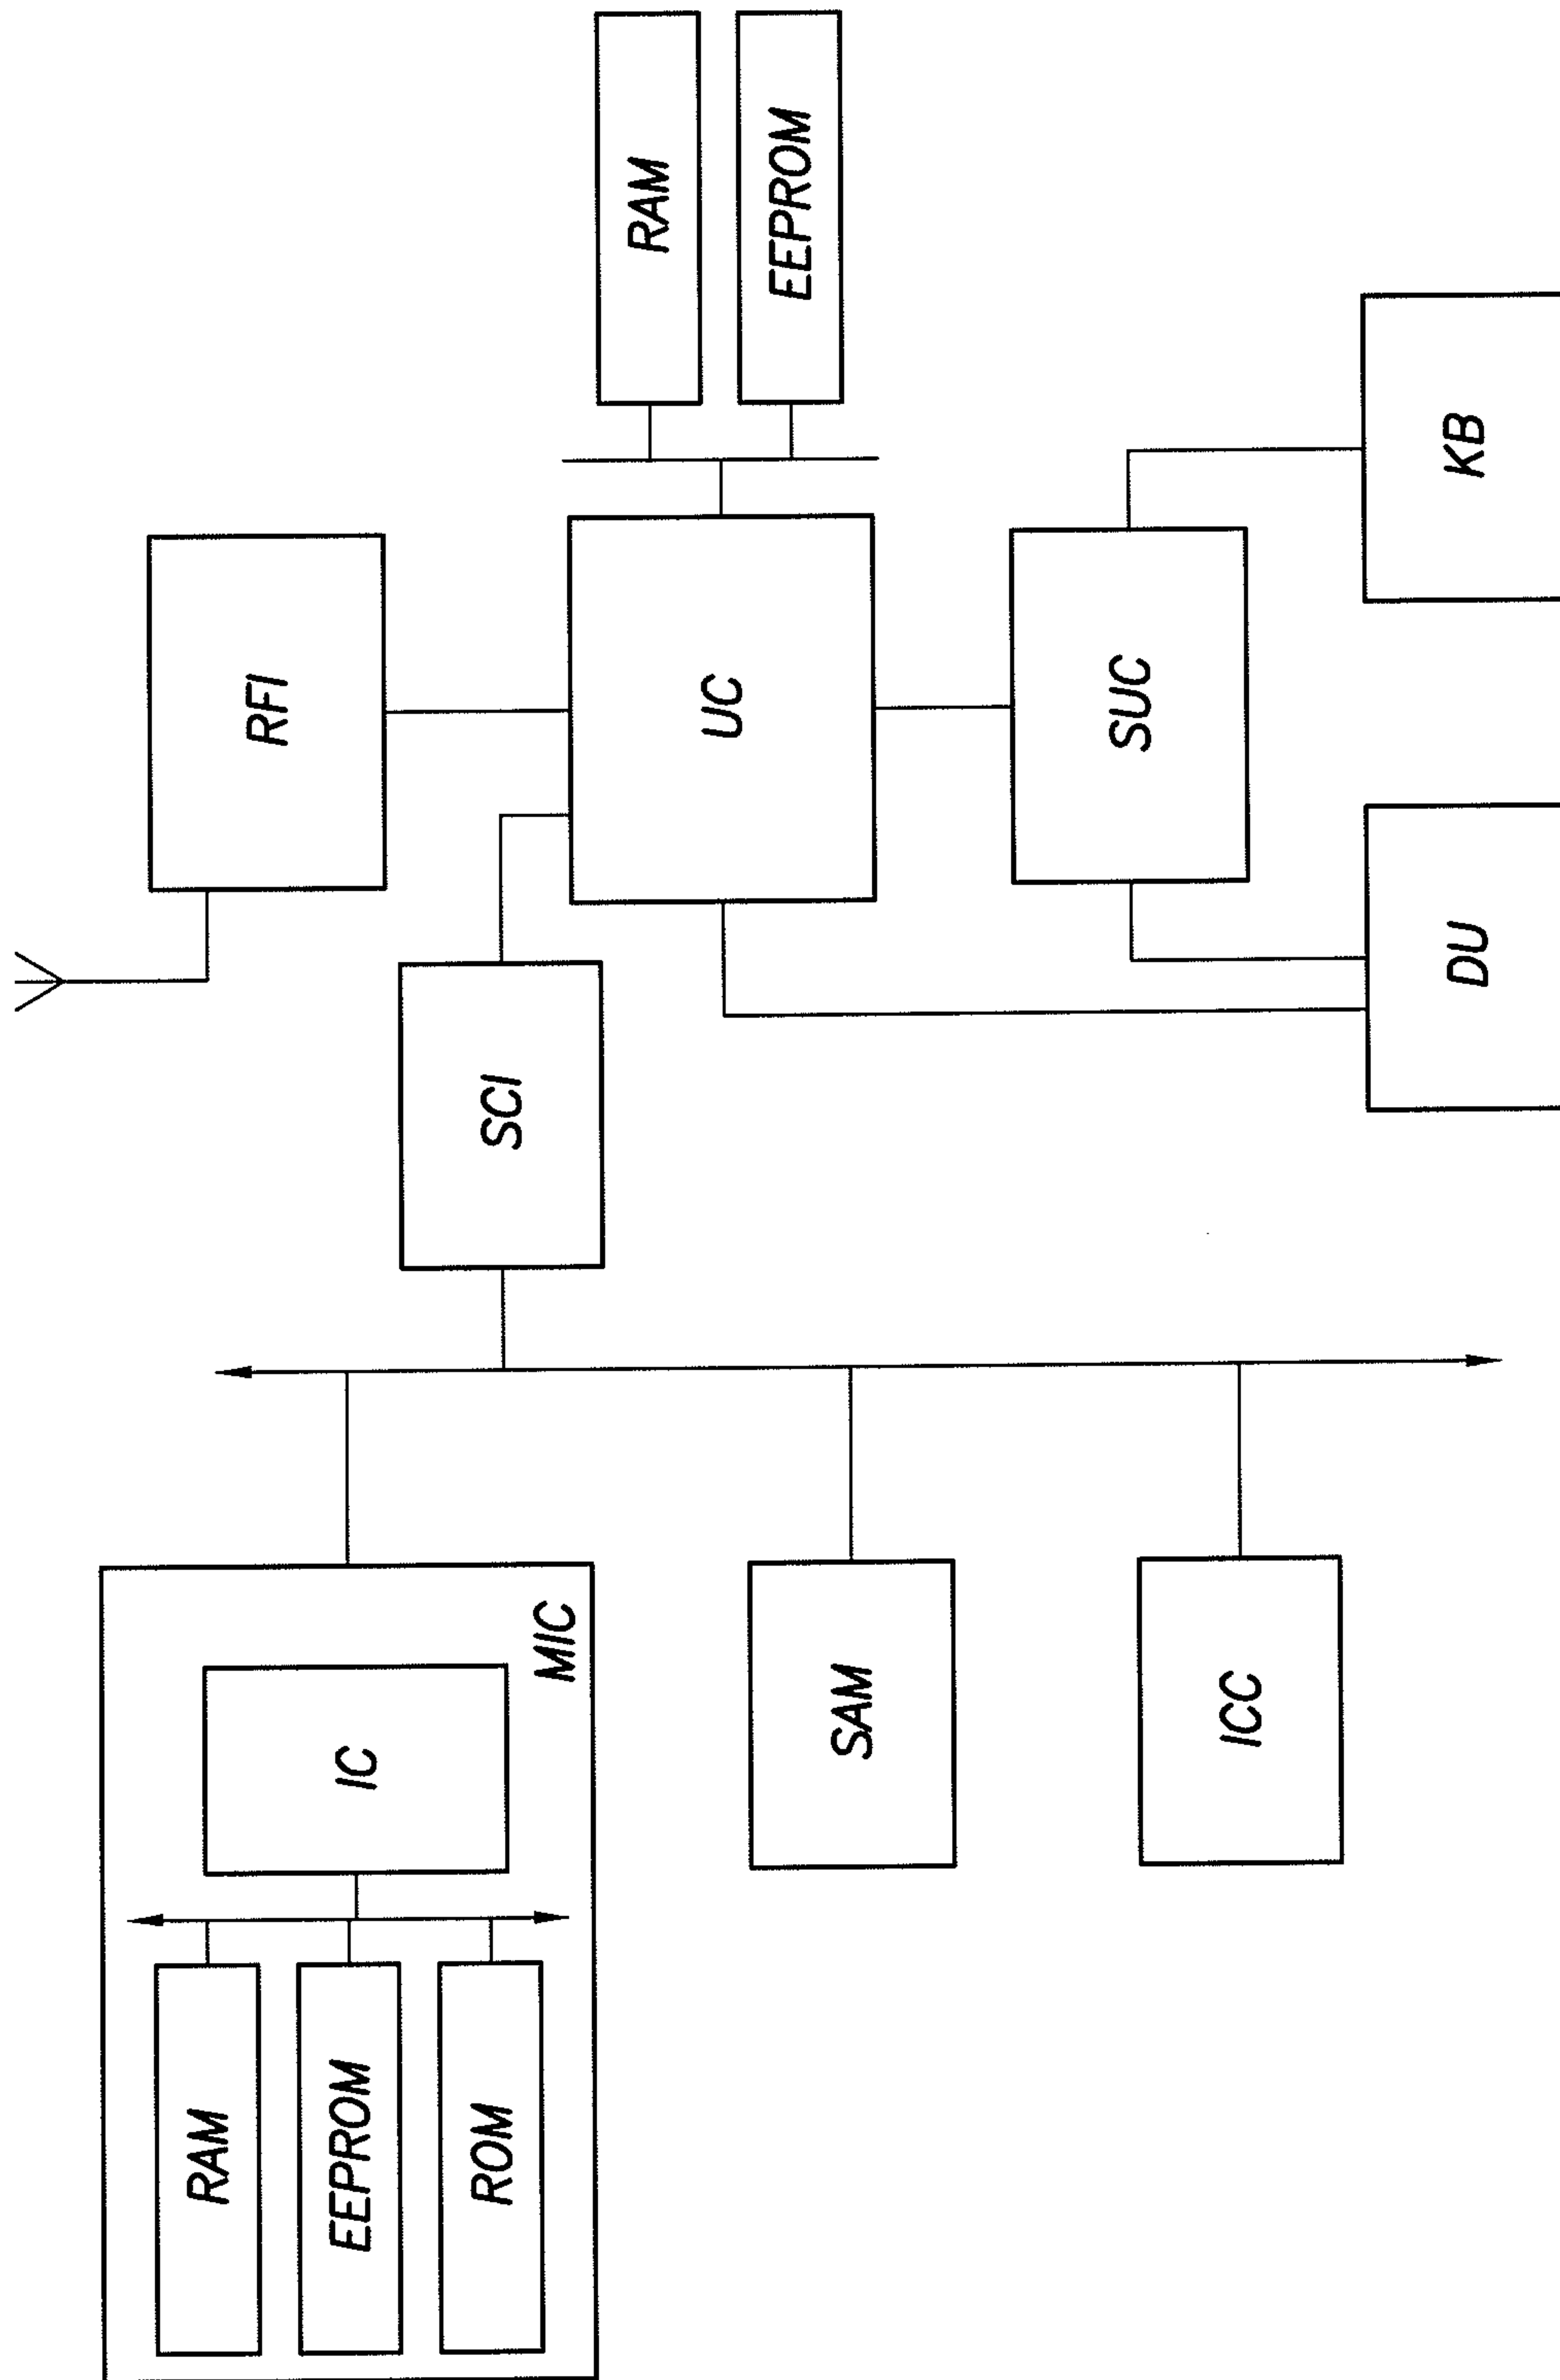 RAM
EEPROM
ROM
IC
MIC
SAM
ICC
SCI
RFI
UC
SUC
DU
KB
RAM
EEPROM